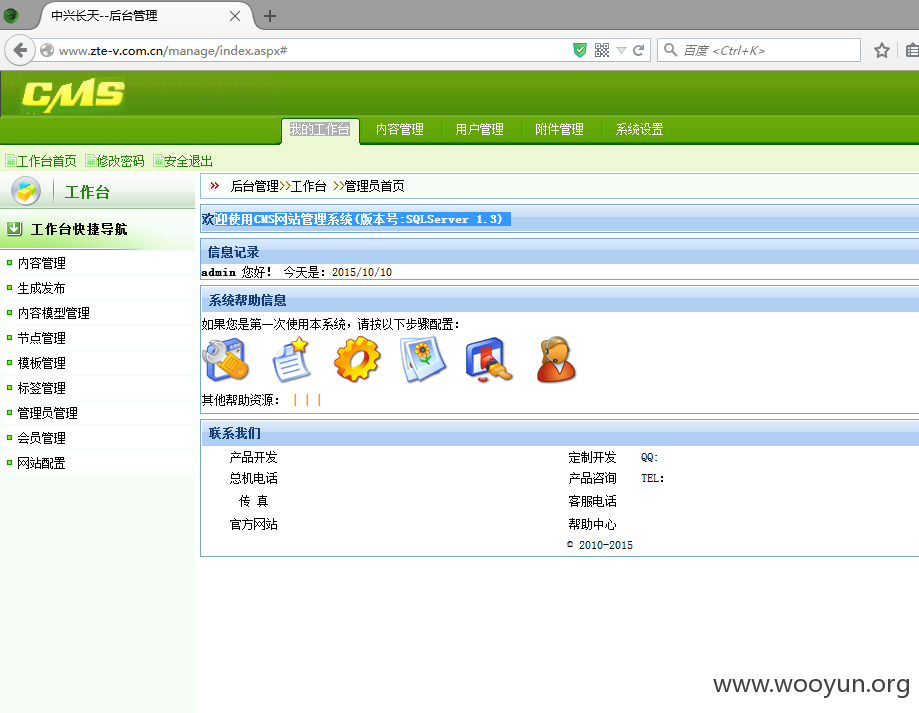 中兴长天--后台管理
www.zte-v.com.cn/manage/index.aspx#
百度 <Ctrl+K>
CMS
我的工作台 内容管理 用户管理 附件管理 系统设置
工作台首页 修改密码 安全退出
工作台
后台管理>>工作台 >>管理员首页
工作台快捷导航
内容管理
生成发布
内容模型管理
节点管理
模板管理
标签管理
管理员管理
会员管理
网站配置
欢迎使用CMS网站管理系统(版本号:SQLServer 1.3)
信息记录
admin 您好! 今天是: 2015/10/10
系统帮助信息
如果您是第一次使用本系统,请按以下步骤配置:
其他帮助资源: | | |
联系我们
产品开发 定制开发 QQ:
总机电话 产品咨询 TEL:
传 真 客服电话
官方网站 帮助中心
© 2010-2015
www.wooyun.org